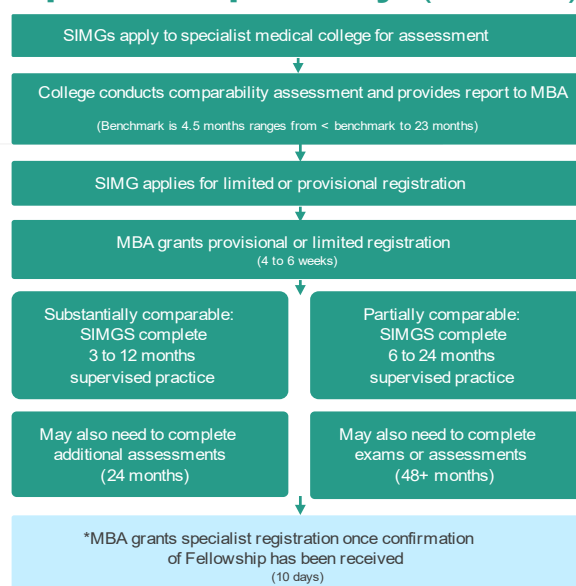 SIMGs apply to specialist medical college for assessment
College conducts comparability assessment and provides report to MBA
(Benchmark is 4.5 months ranges from < benchmark to 23 months)
SIMG applies for limited or provisional registration
MBA grants provisional or limited registration
(4 to 6 weeks)
Substantially comparable:
SIMGS complete
3 to 12 months
supervised practice
Partially comparable:
SIMGS complete
6 to 24 months
supervised practice
May also need to complete
additional assessments
(24 months)
May also need to complete
exams or assessments
(48+ months)
*MBA grants specialist registration once confirmation
of Fellowship has been received
(10 days)